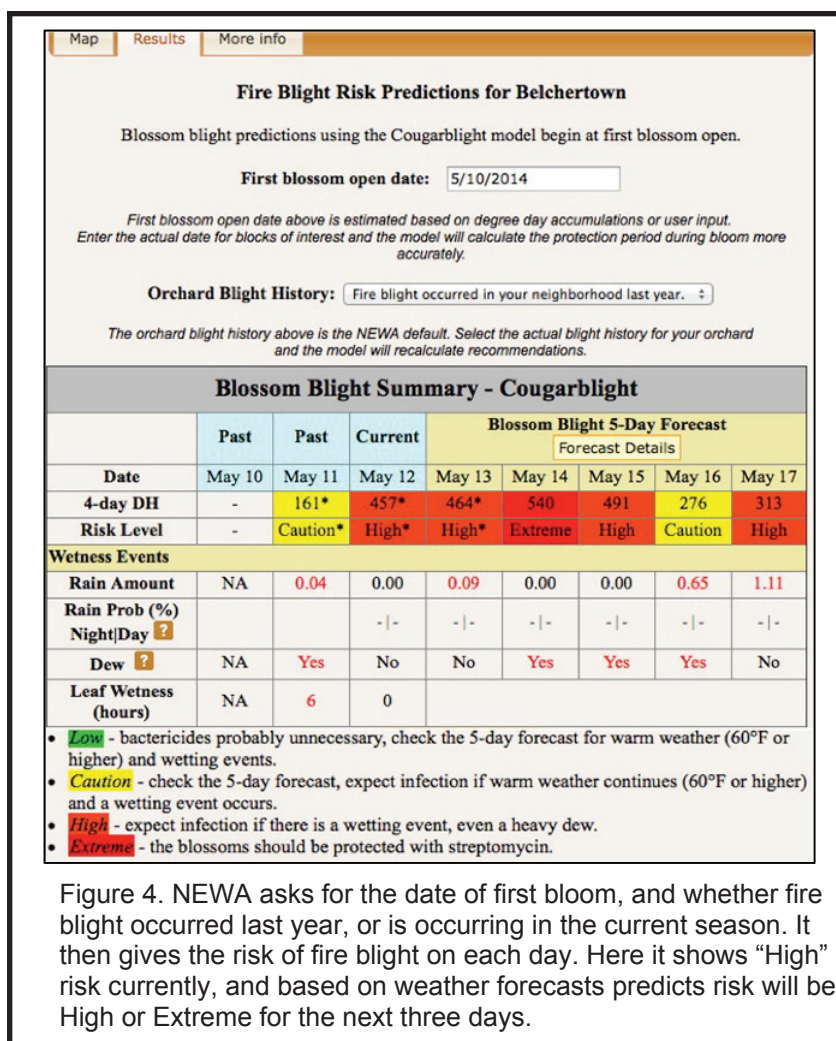 Map Results More info
Fire Blight Risk Predictions for Belchertown
Blossom blight predictions using the Cougarblight model begin at first blossom open.
First blossom open date: 5/10/2014
First blossom open date above is estimated based on degree day accumulations or user input.
Enter the actual date for blocks of interest and the model will calculate the protection period during bloom more
accurately.
Orchard Blight History: Fire blight occurred in your neighborhood last year.
The orchard blight history above is the NEWA default. Select the actual blight history for your orchard
and the model will recalculate recommendations.
Blossom Blight Summary - Cougarblight
Past Past Current Blossom Blight 5-Day Forecast
Forecast Details
Date May 10 May 11 May 12 May 13 May 14 May 15 May 16 May 17
4-day DH - 161* 457* 464* 540 491 276 313
Risk Level - Caution* High* High* Extreme High Caution High
Wetness Events
Rain Amount NA 0.04 0.00 0.09 0.00 0.00 0.65 1.11
Rain Prob (%)
Night|Day ? -|- -|- -|- -|- -|- -|-
Dew ? NA Yes No No Yes Yes Yes No
Leaf Wetness
(hours) NA 6 0
• Low - bactericides probably unnecessary, check the 5-day forecast for warm weather (60°F or
higher) and wetting events.
• Caution - check the 5-day forecast, expect infection if warm weather continues (60°F or higher)
and a wetting event occurs.
• High - expect infection if there is a wetting event, even a heavy dew.
• Extreme - the blossoms should be protected with streptomycin.
Figure 4. NEWA asks for the date of first bloom, and whether fire
blight occurred last year, or is occurring in the current season. It
then gives the risk of fire blight on each day. Here it shows “High”
risk currently, and based on weather forecasts predicts risk will be
High or Extreme for the next three days.